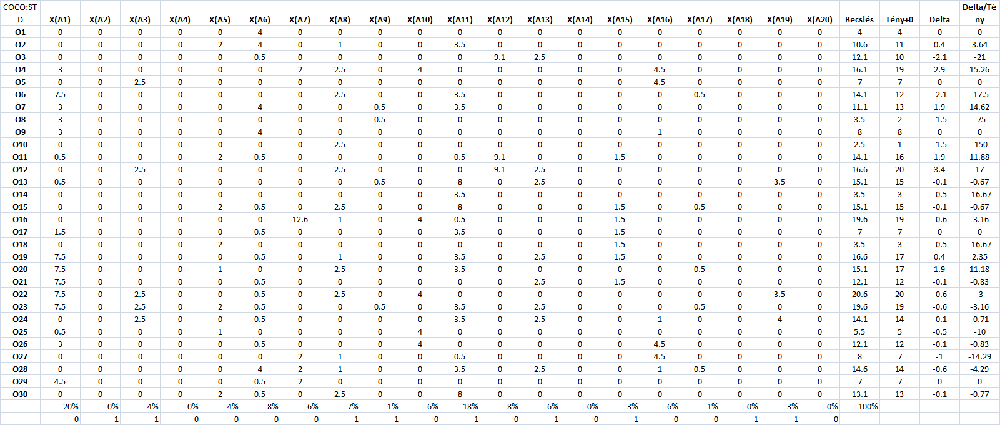 COCO:STD X(A1) X(A2) X(A3) X(A4) X(A5) X(A6) X(A7) X(A8) X(A9) X(A10) X(A11) X(A12) X(A13) X(A14) X(A15) X(A16) X(A17) X(A18) X(A19) X(A20) Becslés Tény+0 Delta Delta/Tény
O1 0 0 0 0 0 4 0 0 0 0 0 0 0 0 0 0 0 0 0 0 4 4 0 0
O2 0 0 0 0 2 4 0 1 0 0 3.5 0 0 0 0 0 0 0 0 0 10.6 11 0.4 3.64
O3 0 0 0 0 0 0.5 0 0 0 0 0 9.1 2.5 0 0 0 0 0 0 0 12.1 10 -2.1 -21
O4 3 0 0 0 0 0 2 2.5 0 4 0 0 0 0 0 4.5 0 0 0 0 16.1 19 2.9 15.26
O5 0 0 2.5 0 0 0 0 0 0 0 0 0 0 0 0 4.5 0 0 0 0 7 7 0 0
O6 7.5 0 0 0 0 0 0 2.5 0 0 3.5 0 0 0 0 0 0.5 0 0 0 14.1 12 -2.1 -17.5
O7 3 0 0 0 0 4 0 0 0.5 0 3.5 0 0 0 0 0 0 0 0 0 11.1 13 1.9 14.62
O8 3 0 0 0 0 0 0 0 0.5 0 0 0 0 0 0 0 0 0 0 0 3.5 2 -1.5 -75
O9 3 0 0 0 0 4 0 0 0 0 0 0 0 0 0 1 0 0 0 0 8 8 0 0
O10 0 0 0 0 0 0 0 2.5 0 0 0 0 0 0 0 0 0 0 0 0 2.5 1 -1.5 -150
O11 0.5 0 0 0 2 0.5 0 0 0 0 0.5 9.1 0 0 1.5 0 0 0 0 0 14.1 16 1.9 11.88
O12 0 0 2.5 0 0 0 0 2.5 0 0 0 9.1 2.5 0 0 0 0 0 0 0 16.6 20 3.4 17
O13 0.5 0 0 0 0 0 0 0 0.5 0 8 0 2.5 0 0 0 0 0 3.5 0 15.1 15 -0.1 -0.67
O14 0 0 0 0 0 0 0 0 0 0 3.5 0 0 0 0 0 0 0 0 0 3.5 3 -0.5 -16.67
O15 0 0 0 0 2 0.5 0 2.5 0 0 8 0 0 0 1.5 0 0.5 0 0 0 15.1 15 -0.1 -0.67
O16 0 0 0 0 0 0 12.6 1 0 4 0.5 0 0 0 1.5 0 0 0 0 0 19.6 19 -0.6 -3.16
O17 1.5 0 0 0 0 0.5 0 0 0 0 3.5 0 0 0 1.5 0 0 0 0 0 7 7 0 0
O18 0 0 0 0 2 0 0 0 0 0 0 0 0 0 1.5 0 0 0 0 0 3.5 3 -0.5 -16.67
O19 7.5 0 0 0 0 0.5 0 1 0 0 3.5 0 2.5 0 1.5 0 0 0 0 0 16.6 17 0.4 2.35
O20 7.5 0 0 0 1 0 0 2.5 0 0 3.5 0 0 0 0 0 0.5 0 0 0 15.1 17 1.9 11.18
O21 7.5 0 0 0 0 0.5 0 0 0 0 0 0 2.5 0 1.5 0 0 0 0 0 12.1 12 -0.1 -0.83
O22 7.5 0 2.5 0 0 0.5 0 2.5 0 4 0 0 0 0 0 0 0 0 3.5 0 20.6 20 -0.6 -3
O23 7.5 0 2.5 0 2 0.5 0 0 0.5 0 3.5 0 2.5 0 0 0 0.5 0 0 0 19.6 19 -0.6 -3.16
O24 0 0 2.5 0 0 0.5 0 0 0 0 3.5 0 2.5 0 0 1 0 0 4 0 14.1 14 -0.1 -0.71
O25 0.5 0 0 0 1 0 0 0 0 4 0 0 0 0 0 0 0 0 0 0 5.5 5 -0.5 -10
O26 3 0 0 0 0 0.5 0 0 0 4 0 0 0 0 0 4.5 0 0 0 0 12.1 12 -0.1 -0.83
O27 0 0 0 0 0 0 2 1 0 0 0.5 0 0 0 0 4.5 0 0 0 0 8 7 -1 -14.29
O28 0 0 0 0 0 4 2 1 0 0 3.5 0 2.5 0 0 1 0.5 0 0 0 14.6 14 -0.6 -4.29
O29 4.5 0 0 0 0 0.5 2 0 0 0 0 0 0 0 0 0 0 0 0 0 7 7 0 0
O30 0 0 0 0 2 0.5 0 2.5 0 0 8 0 0 0 0 0 0 0 0 0 13.1 13 -0.1 -0.77
20% 0% 4% 0% 4% 8% 6% 7% 1% 6% 18% 8% 6% 0% 3% 6% 1% 0% 3% 0% 100%
0 1 1 0 0 0 0 1 1 0 1 0 1 0 1 0 0 1 1 0